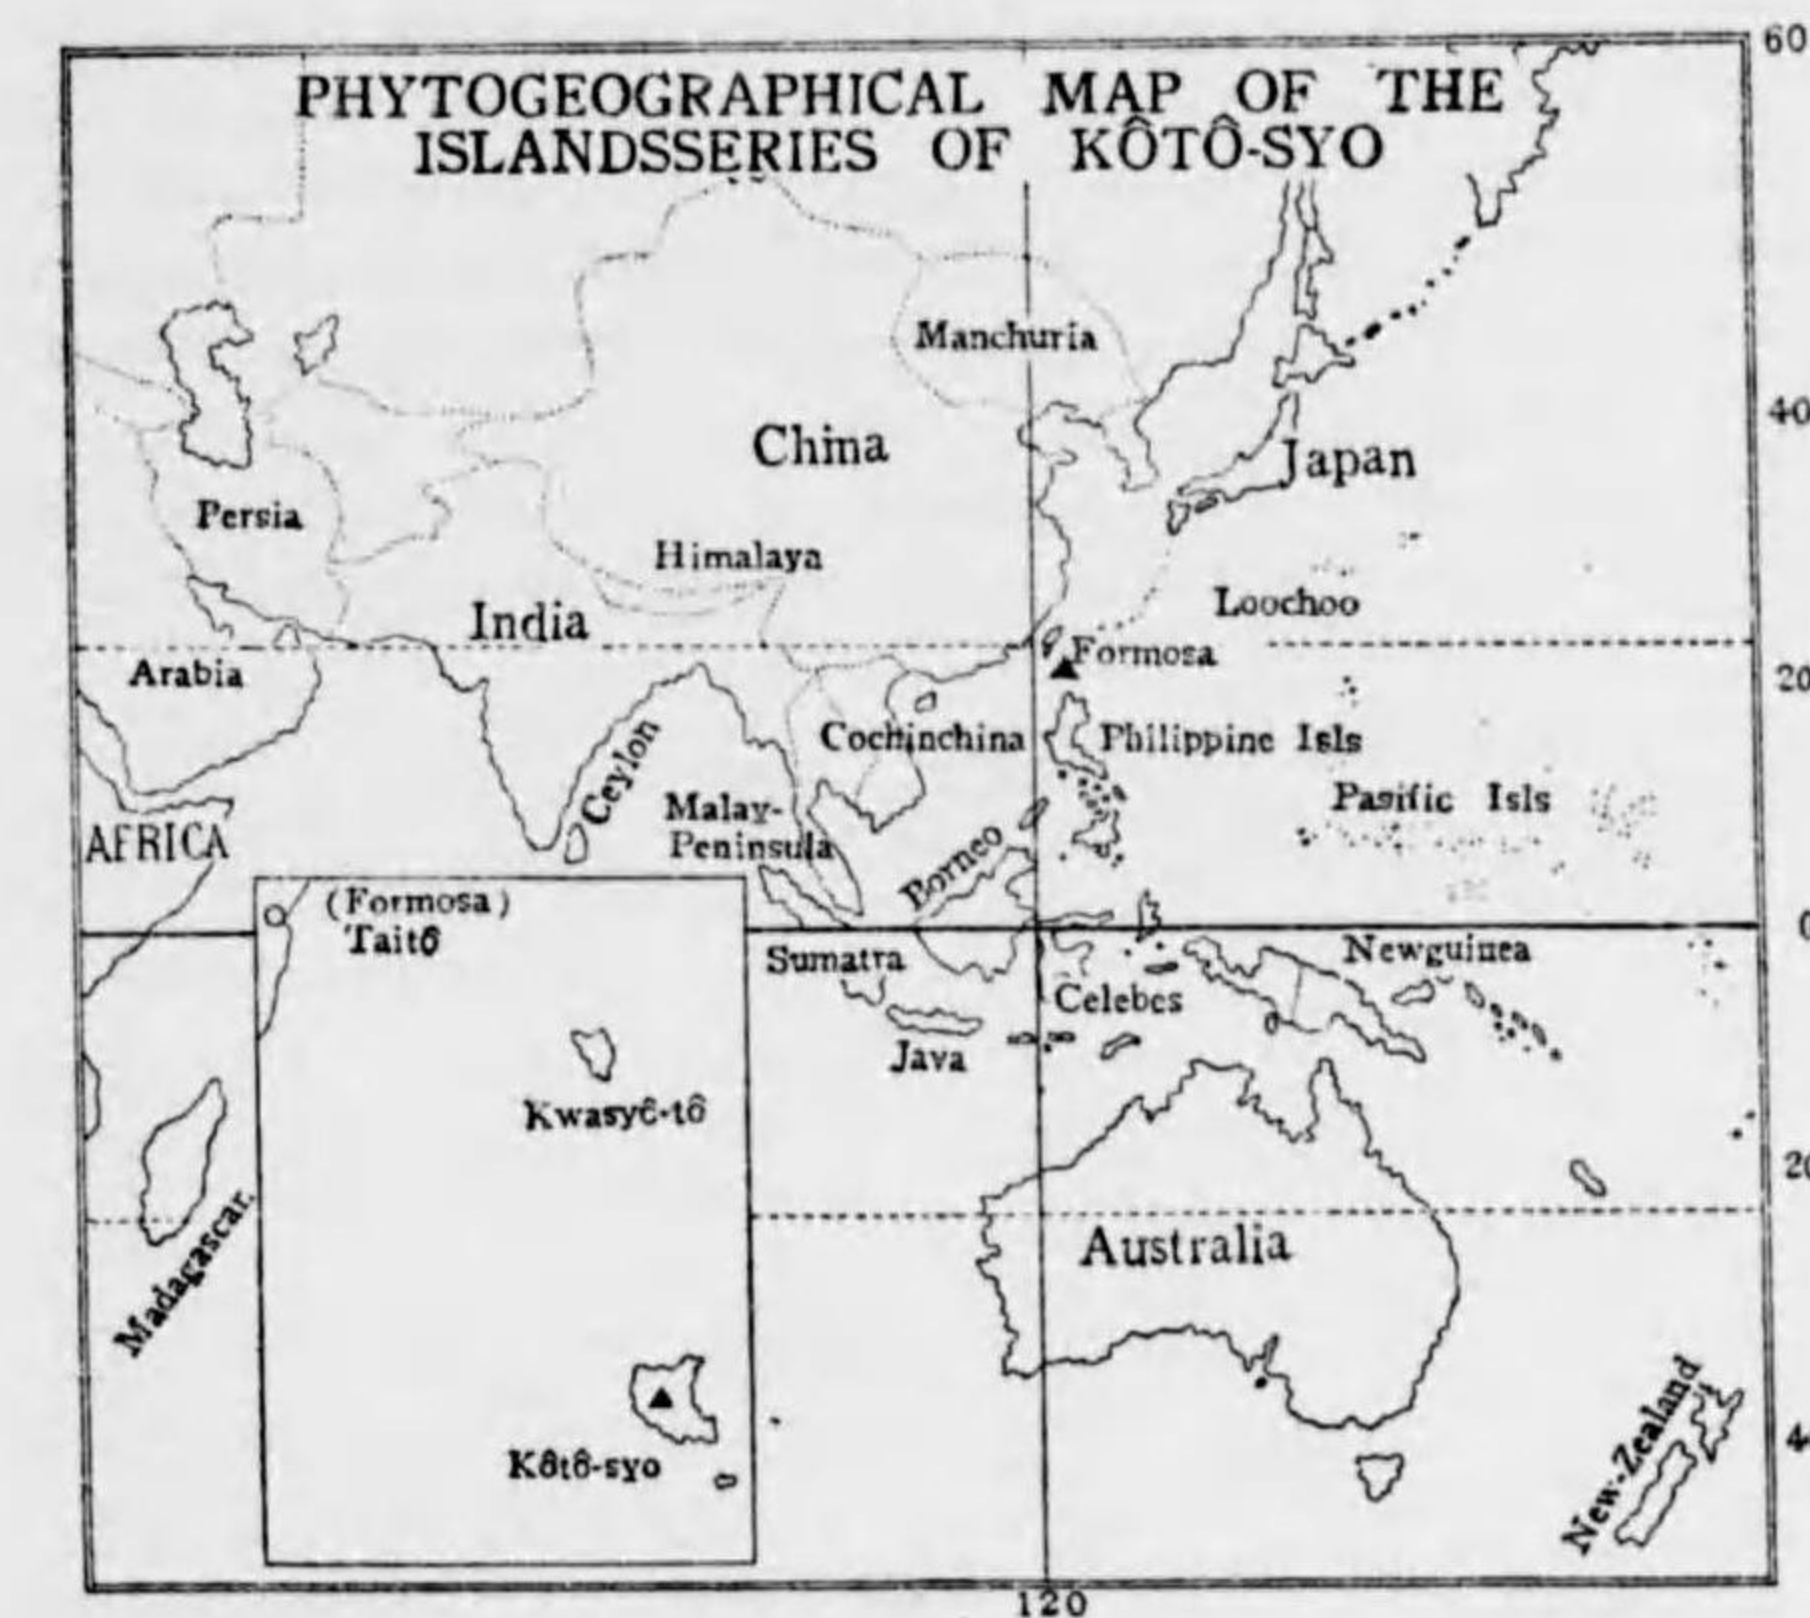 PHYTOGEOGRAPHICAL MAP OF THE
ISLANDSSERIES OF KÔTÔ-SYO
60
Manchuria
40
China
Japan
Persia
Himalaya
Loochoo
India
Formosa
Arabia
20
Cochinchina
Philippine Isls
Ceylon
Malay-
Peninsula
Pasific Isls
AFRICA
Borneo
(Formosa)
Taitô
0
Sumatra
Newguinea
Celebes
Java
Kwasyô-tô
20
Madagascar.
Australia
Kôtô-syo
New-Zealand
4
120